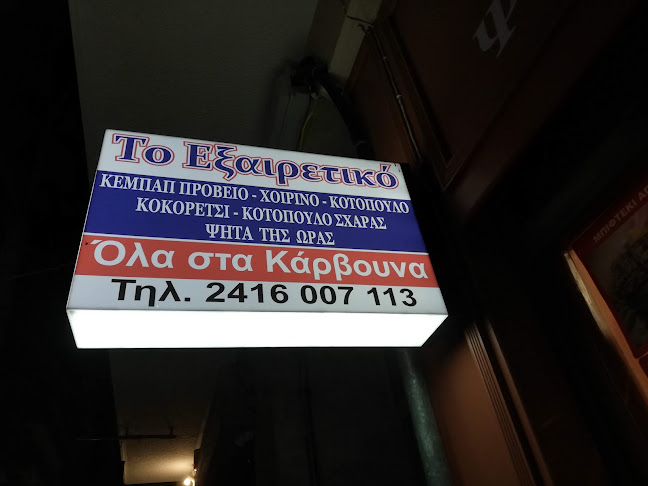 Το Εξαιρετικό
ΚΕΜΠΑΠ ΠΡΟΒΕΙΟ - ΧΟΙΡΙΝΟ - ΚΟΤΟΠΟΥΛΟ
ΚΟΚΟΡΕΤΣΙ - ΚΟΤΟΠΟΥΛΟ ΣΧΑΡΑΣ
ΨΗΤΑ ΤΗΣ ΩΡΑΣ
Όλα στα Κάρβουνα
Τηλ. 2416 007 113
ΜΠΙΦΤΕΚΙ